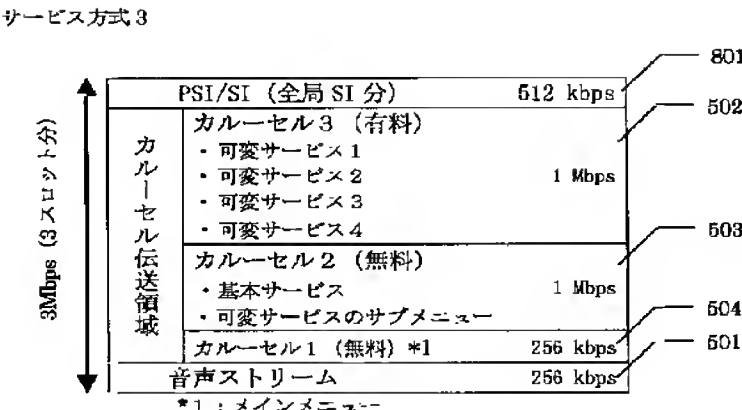 サービス方式3
801
PSI/SI (全局 SI 分) 512 kbps
502
カルーセル3 (有料)
・可変サービス1
・可変サービス2
・可変サービス3
・可変サービス4
1 Mbps
カルーセル伝送領域
3Mbps (3スロット分)
503
カルーセル2 (無料)
・基本サービス
・可変サービスのサブメニュー
1 Mbps
504
カルーセル1 (無料) *1 256 kbps
501
音声ストリーム 256 kbps
*1:メインメニュー